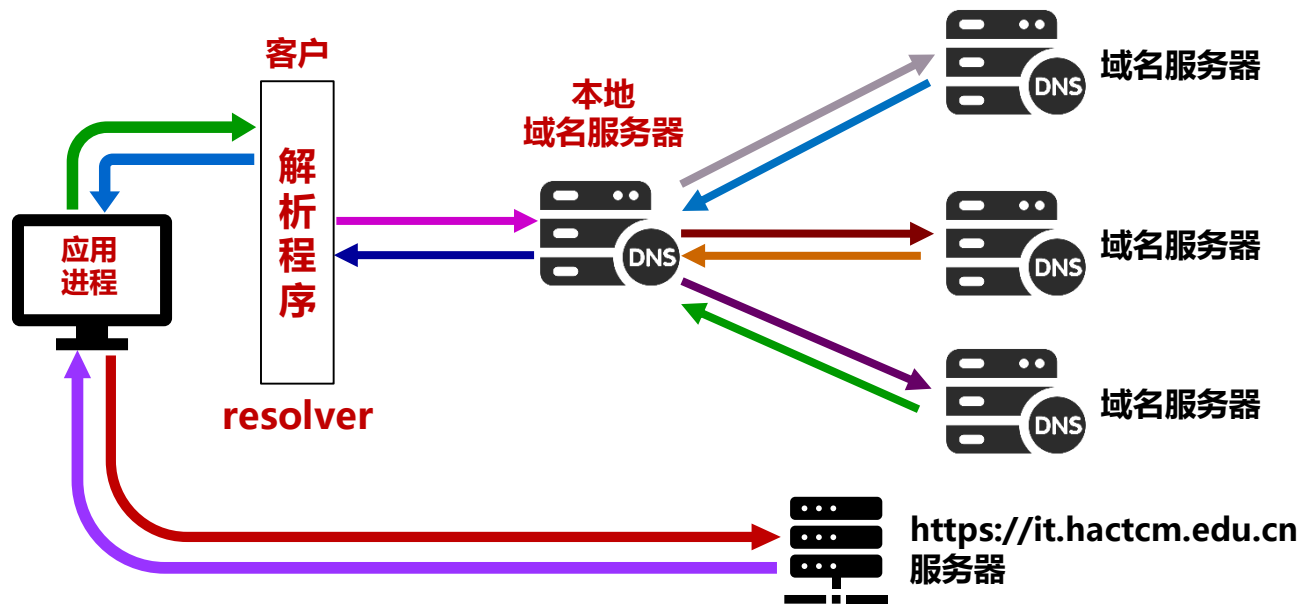 客户
解析程序
resolver
应用
进程
本地
域名服务器
DNS
DNS
域名服务器
DNS
域名服务器
DNS
域名服务器
https://it.hactcm.edu.cn
服务器